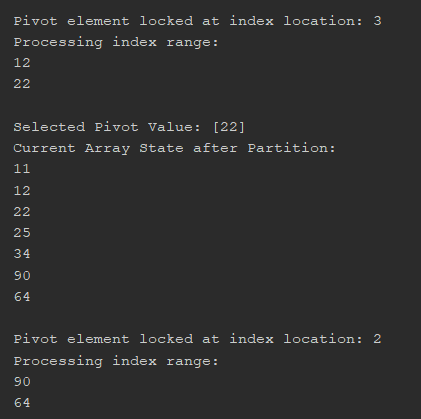 Pivot element locked at index location: 3
Processing index range:
12
22
Selected Pivot Value: [22]
Current Array State after Partition:
11
12
22
25
34
90
64
Pivot element locked at index location: 2
Processing index range:
90
64